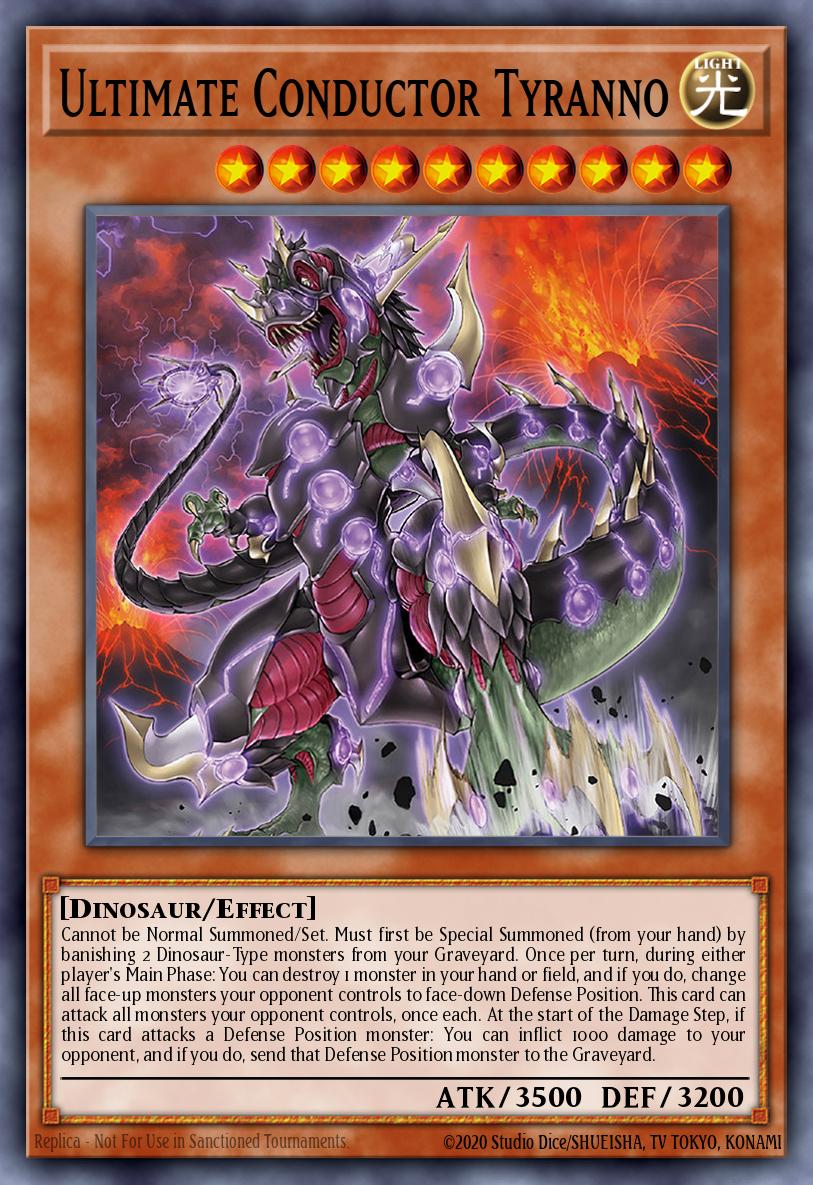 ULTIMATE CONDUCTOR TYRANNO
LIGHT
光
[DINOSAUR/EFFECT]
Cannot be Normal Summoned/Set. Must first be Special Summoned (from your hand) by
banishing 2 Dinosaur-Type monsters from your Graveyard. Once per turn, during either
player's Main Phase: You can destroy 1 monster in your hand or field, and if you do, change
all face-up monsters your opponent controls to face-down Defense Position. This card can
attack all monsters your opponent controls, once each. At the start of the Damage Step, if
this card attacks a Defense Position monster: You can inflict 1000 damage to your
opponent, and if you do, send that Defense Position monster to the Graveyard.
ATK/3500 DEF/3200
Replica - Not For Use in Sanctioned Tournaments.
©2020 Studio Dice/SHUEISHA, TV TOKYO, KONAMI